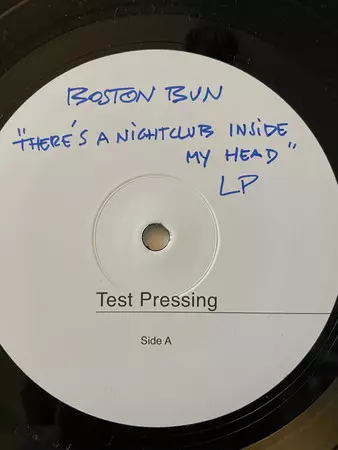 BOSTON BUN
"THERE'S A NIGHTCLUB INSIDE
MY HEAD"
LP
Test Pressing
Side A